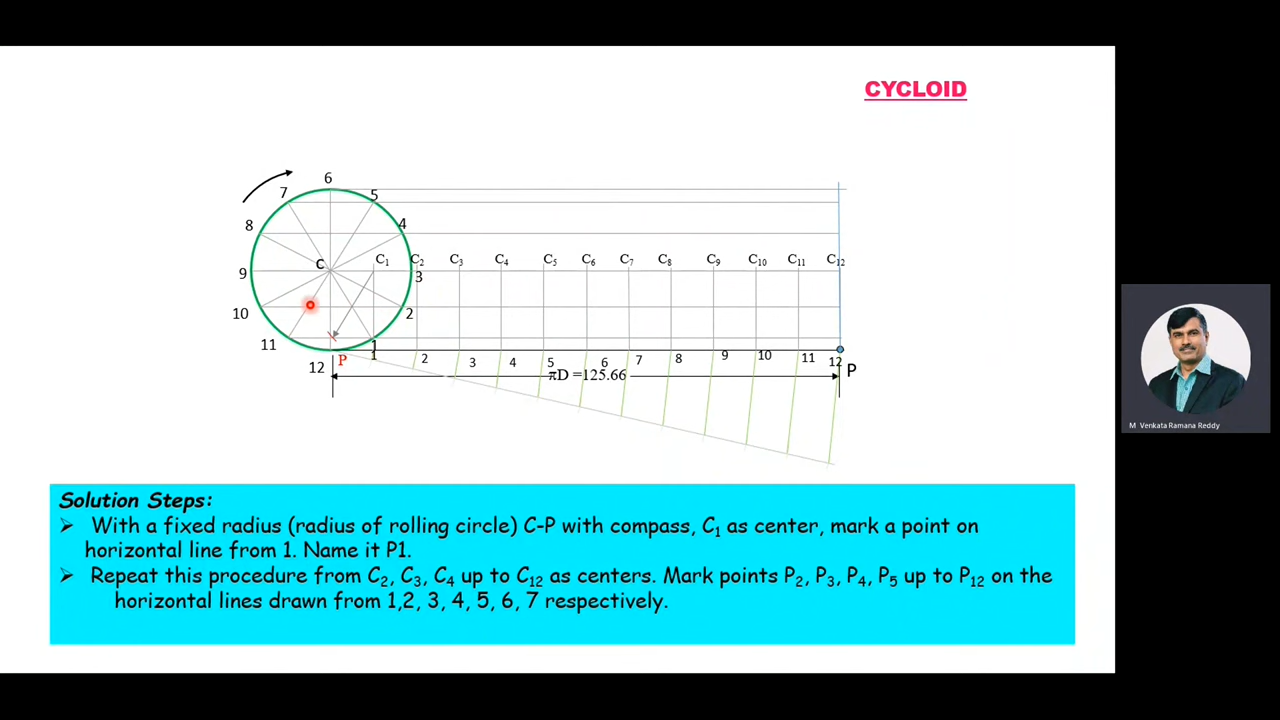 CYCLOID
6
7
5
8
4
C
C₁
C₂
C₃
C₄
C₅
C₆
C₇
C₈
C₉
C₁₀
C₁₁
C₁₂
9
3
10
2
11
1
12
P
1
2
3
4
5
6
7
8
9
10
11
12
P
πD =125.66
M Venkata Ramana Reddy
Solution Steps:
➢ With a fixed radius (radius of rolling circle) C-P with compass, C₁ as center, mark a point on
horizontal line from 1. Name it P1.
➢ Repeat this procedure from C₂, C₃, C₄ up to C₁₂ as centers. Mark points P₂, P₃, P₄, P₅ up to P₁₂ on the
horizontal lines drawn from 1,2, 3, 4, 5, 6, 7 respectively.